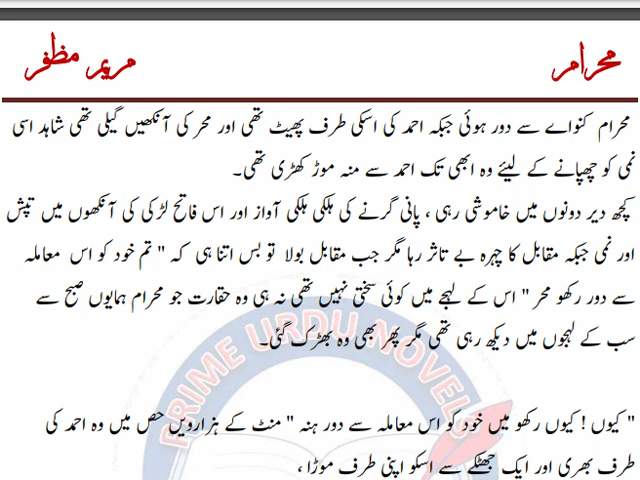 محرام
مریم مظفر
محرام کنواے سے دور ہوئی جبکہ احمد کی اسکی طرف پھیٹ تھی اور محر کی آنکھیں گیلی تھی شاہد اسی
نمی کو چھپانے کے لیئے وہ ابھی تک احمد سے منہ موڑ کھڑی تھی۔
کچھ دیر دونوں میں خاموشی رہی ، پانی گرنے کی ہلکی ہلکی آواز اور اس فاتح لڑکی کی آنکھوں میں تپش
اور نمی جبکہ مقابل کا چہرہ بے تاثر رہا مگر جب مقابل بولا تو بس اتنا ہی کہ " تم خود کو اس معاملہ
سے دور رکھو محر " اس کے لہجے میں کوئی سختی نہیں تھی نہ ہی وہ حقارت جو محرام ہمایوں صبح سے
سب کے لہجوں میں دیکھ رہی تھی مگر پھر بھی وہ بھڑک گئی۔
PRIME URDU NOVELS
" کیوں ! کیوں رکھو میں خود کو اس معاملہ سے دور ہنہ " منٹ کے ہزارویں حص میں وہ احمد کی
طرف بھری اور ایک جھٹکے سے اسکو اپنی طرف موڑا ،